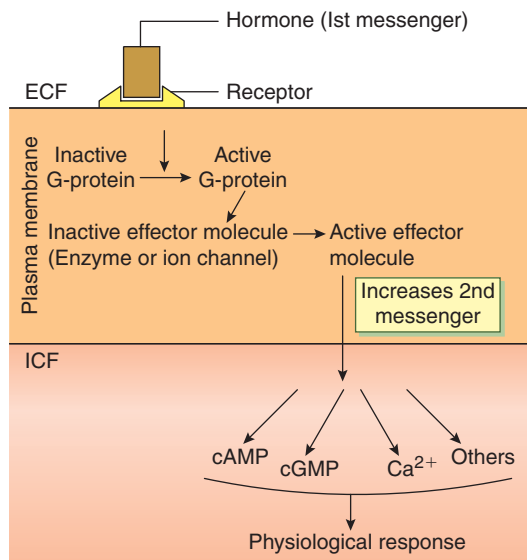 Hormone (Ist messenger)
ECF
Receptor
Plasma membrane
Inactive
G-protein
Active
G-protein
Inactive effector molecule
(Enzyme or ion channel)
Active effector
molecule
Increases 2nd
messenger
ICF
cAMP
cGMP
Ca²⁺
Others
Physiological response